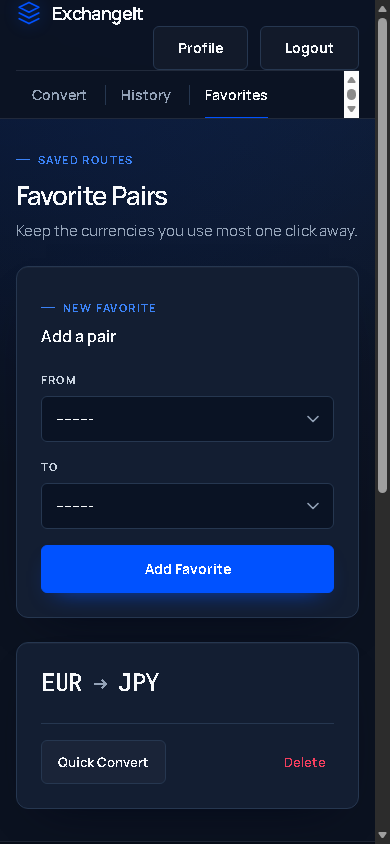 ExchangeIt
Profile Logout
Convert History Favorites
SAVED ROUTES
Favorite Pairs
Keep the currencies you use most one click away.
NEW FAVORITE
Add a pair
FROM
---------
TO
---------
Add Favorite
EUR → JPY
Quick Convert Delete